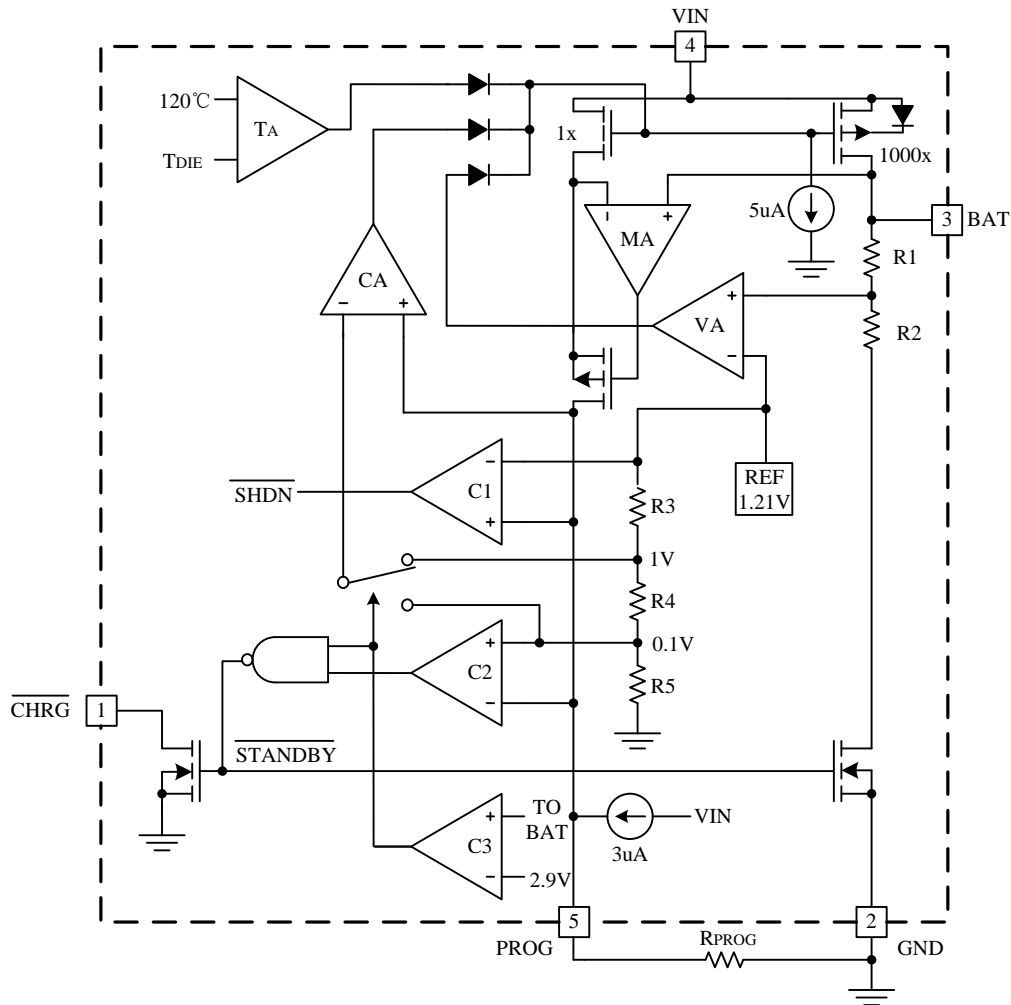 VIN
4
120℃
TA
TDIE
1x
1000x
5uA
3
BAT
MA
R1
CA
−
+
−
+
VA
+
−
R2
REF
1.21V
SHDN
C1
−
+
R3
1V
R4
0.1V
C2
+
−
R5
CHRG
1
STANDBY
C3
+
−
TO
BAT
2.9V
3uA
VIN
5
PROG
RPROG
2
GND